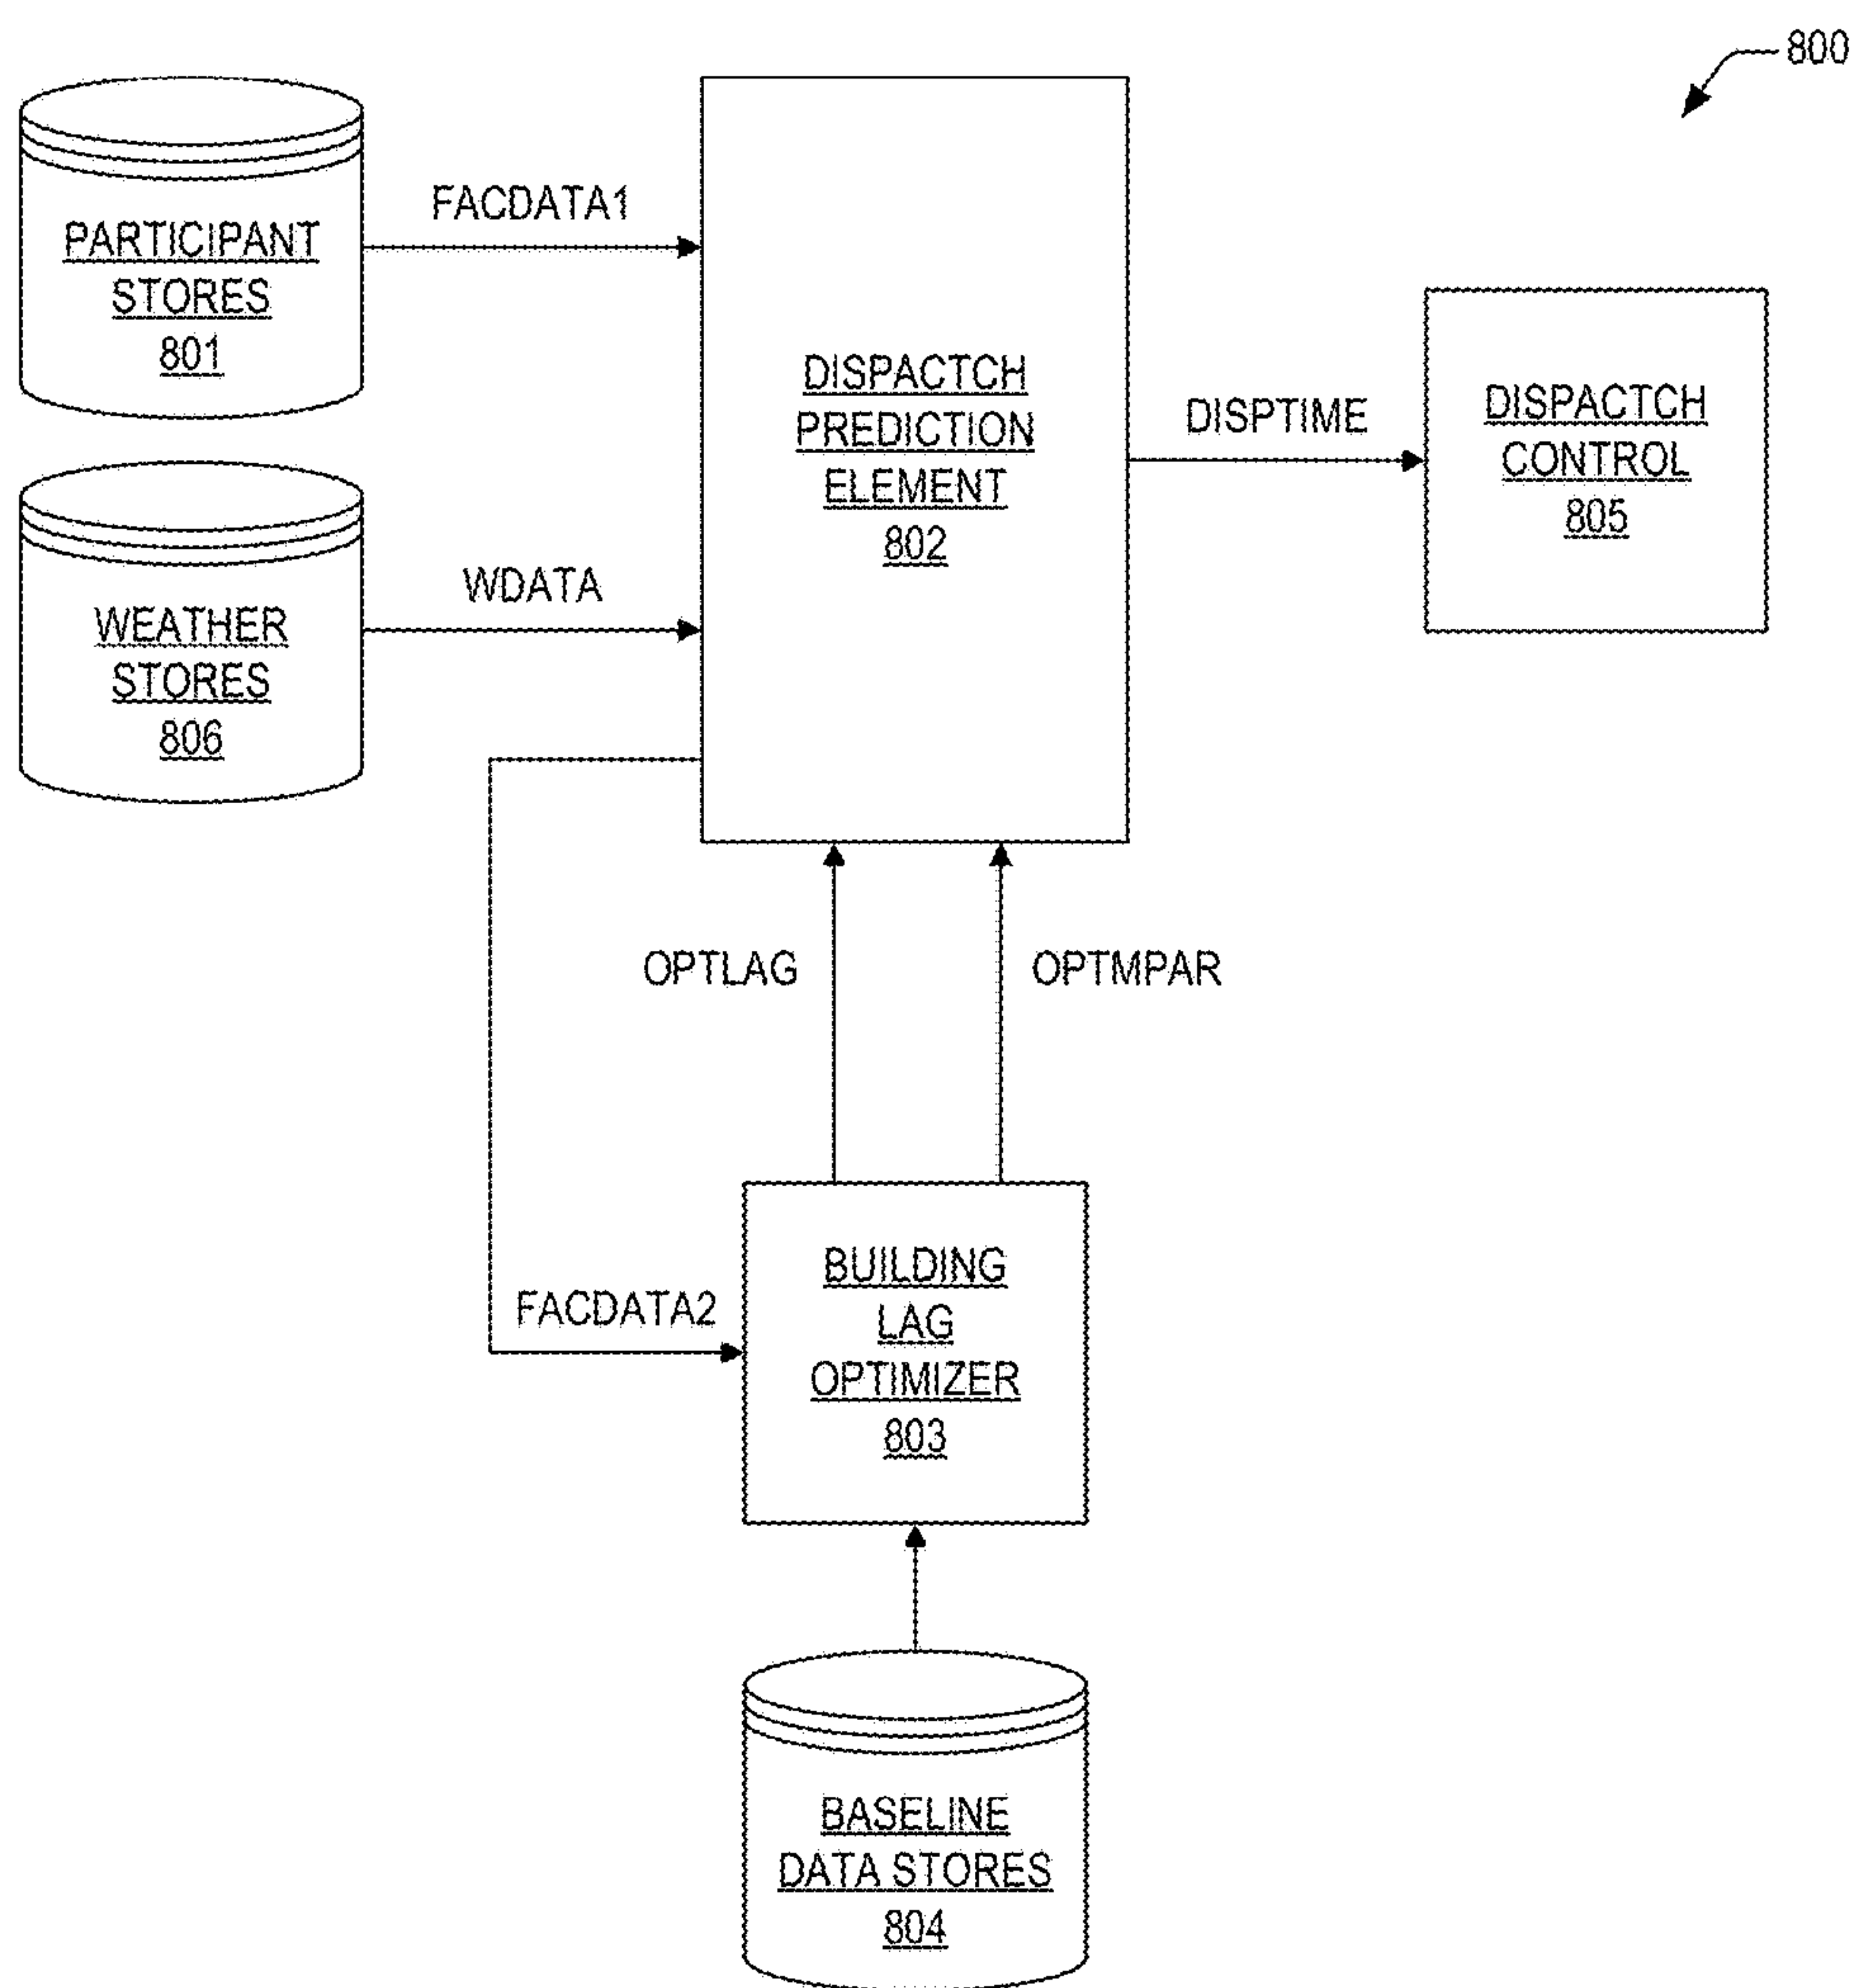 800
PARTICIPANT
STORES
801
FACDATA1
WEATHER
STORES
806
WDATA
DISPACTCH
PREDICTION
ELEMENT
802
DISPTIME
DISPACTCH
CONTROL
805
OPTLAG
OPTMPAR
FACDATA2
BUILDING
LAG
OPTIMIZER
803
BASELINE
DATA STORES
804